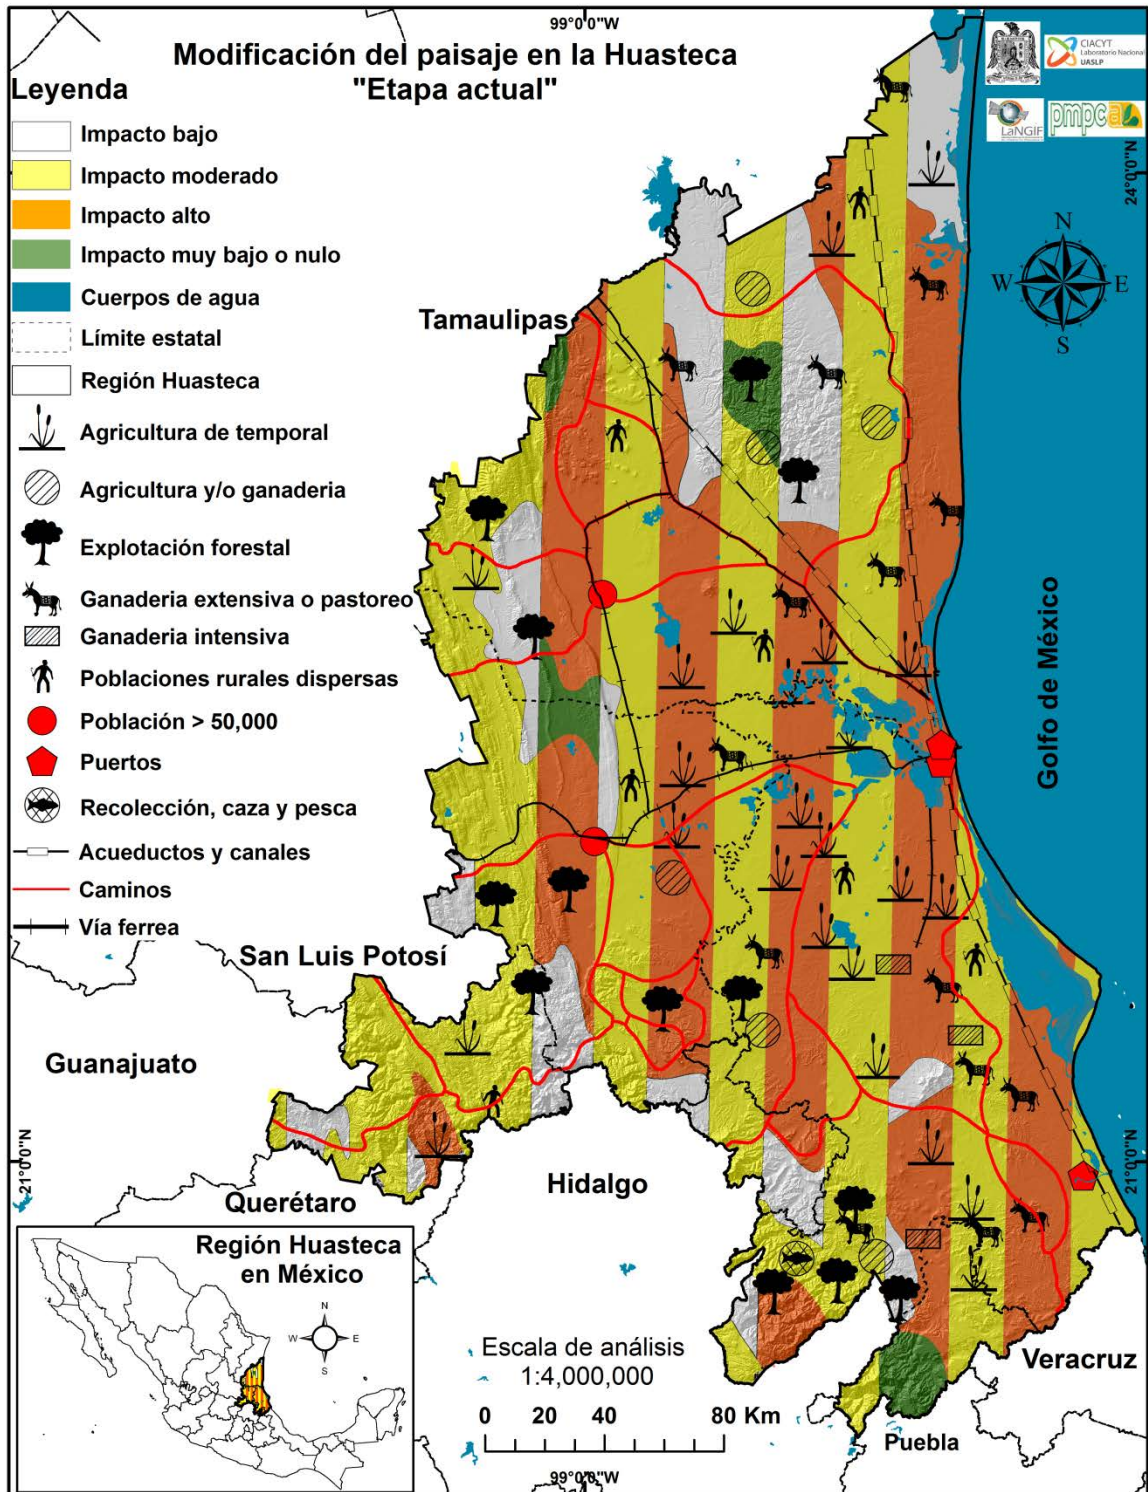 99°0'0"W
Modificación del paisaje en la Huasteca
"Etapa actual"
CIACYT
Laboratorio Nacional
UASLP
LaNGIF
pmpca
Leyenda
Impacto bajo
Impacto moderado
Impacto alto
Impacto muy bajo o nulo
Cuerpos de agua
Límite estatal
Región Huasteca
Agricultura de temporal
Agricultura y/o ganaderia
Explotación forestal
Ganaderia extensiva o pastoreo
Ganaderia intensiva
Poblaciones rurales dispersas
Población > 50,000
Puertos
Recolección, caza y pesca
Acueductos y canales
Caminos
Vía ferrea
24°0'0"N
N
W
E
S
Tamaulipas
Golfo de México
San Luis Potosí
Guanajuato
21°0'0"N
Querétaro
Hidalgo
21°0'0"N
Región Huasteca
en México
N
W
E
S
Escala de análisis
1:4,000,000
0 20 40 80 Km
Veracruz
Puebla
99°0'0"W